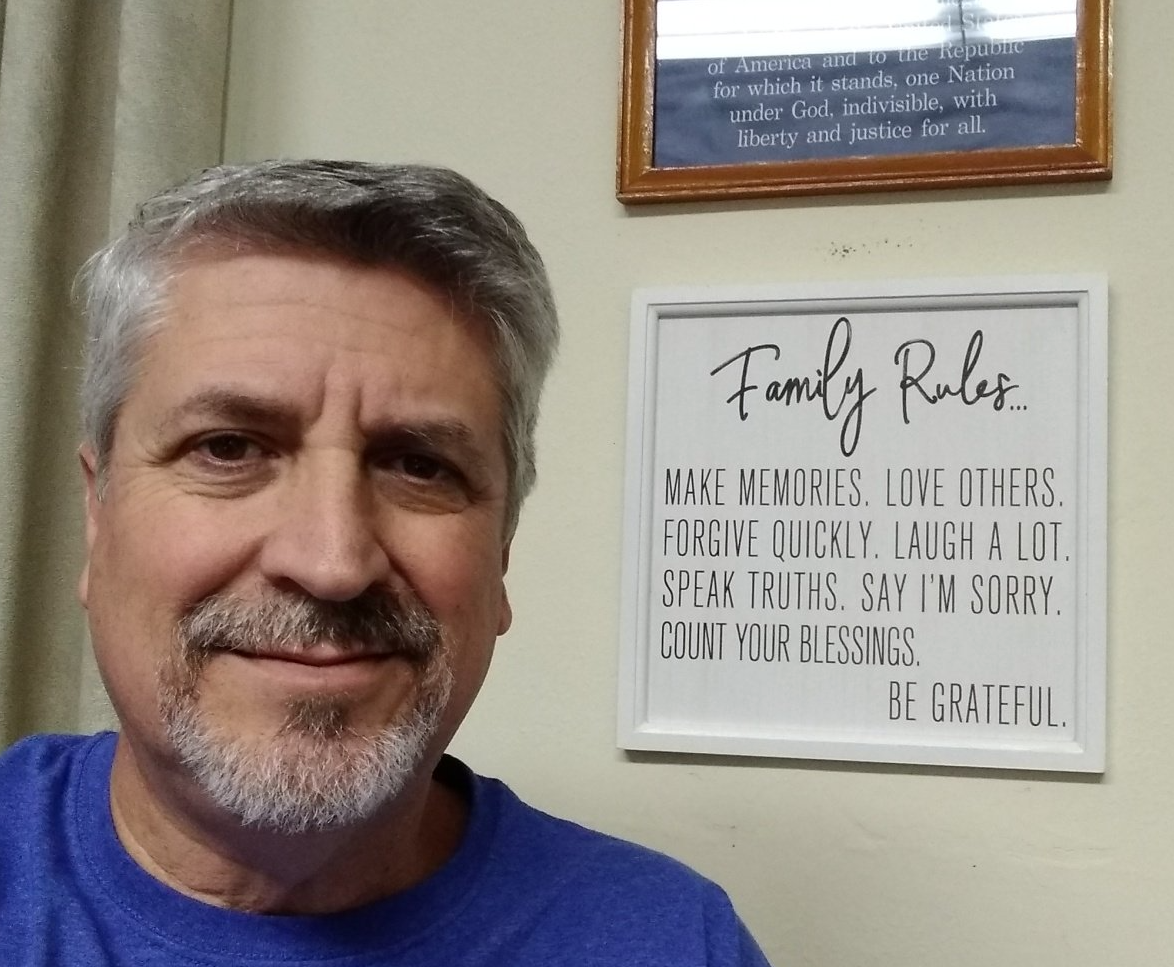 United States
of America and to the Republic
for which it stands, one Nation
under God, indivisible, with
liberty and justice for all.
Family Rules...
MAKE MEMORIES. LOVE OTHERS.
FORGIVE QUICKLY. LAUGH A LOT.
SPEAK TRUTHS. SAY I'M SORRY.
COUNT YOUR BLESSINGS.
BE GRATEFUL.